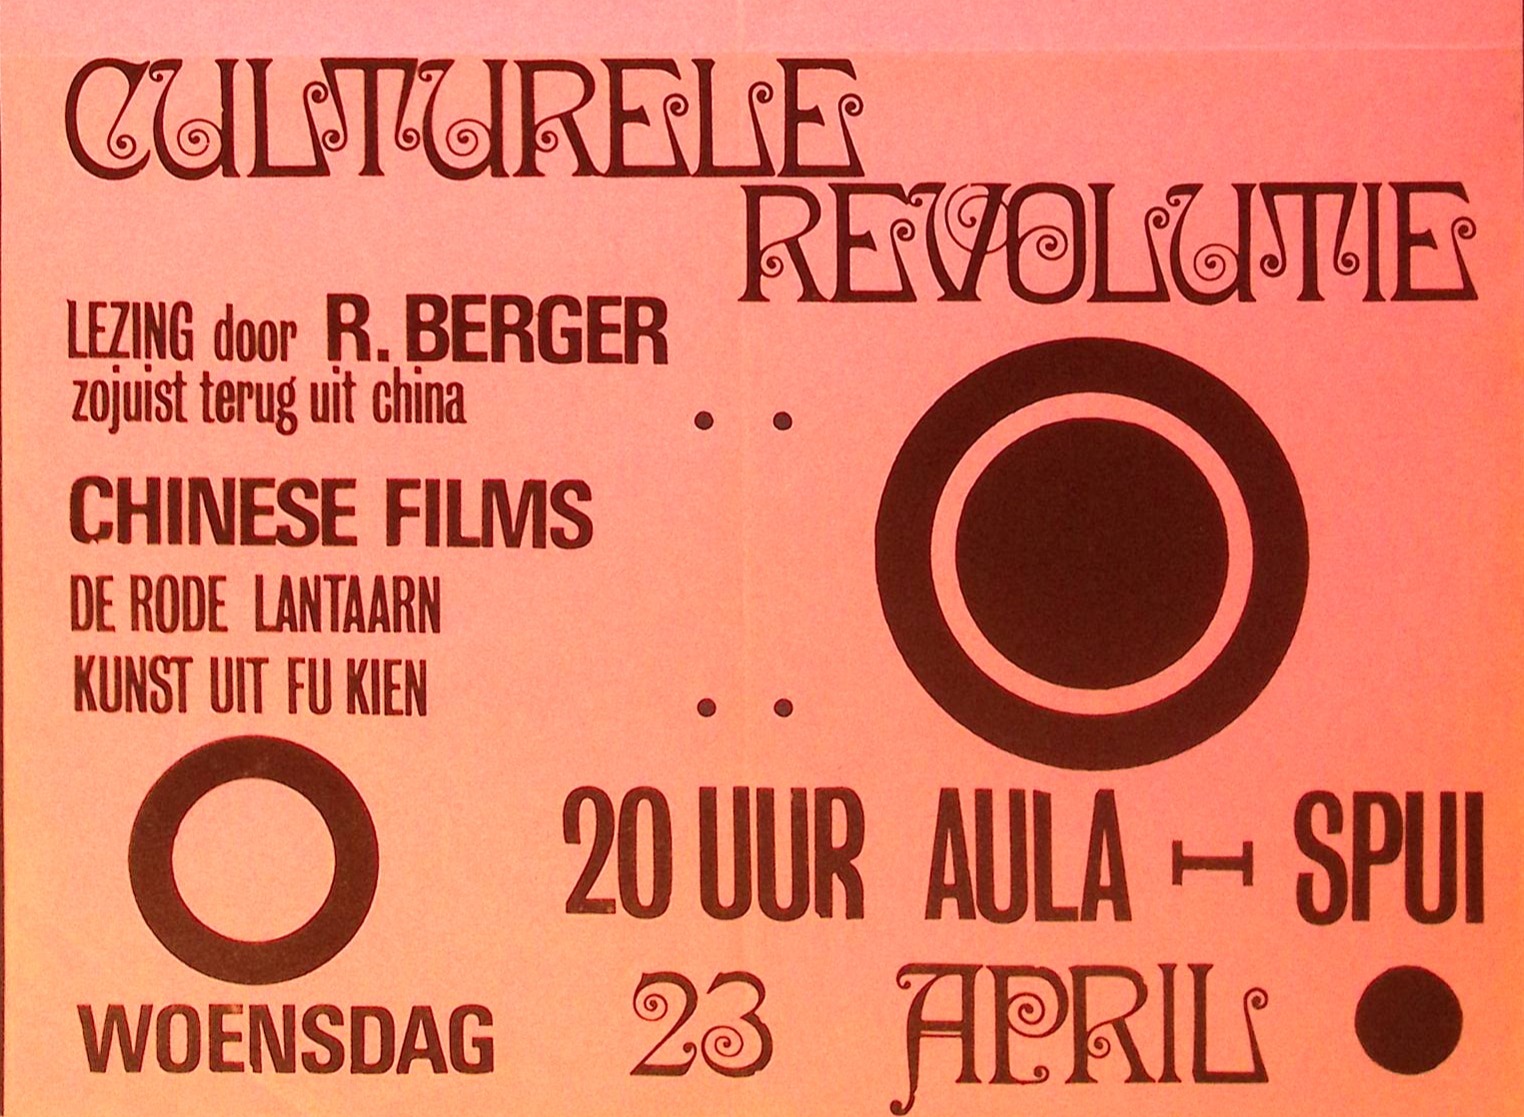 CULTURELE
REVOLUTIE
LEZING door R. BERGER
zojuist terug uit china
CHINESE FILMS
DE RODE LANTAARN
KUNST UIT FU KIEN
20 UUR AULA - SPUI
WOENSDAG 23 APRIL